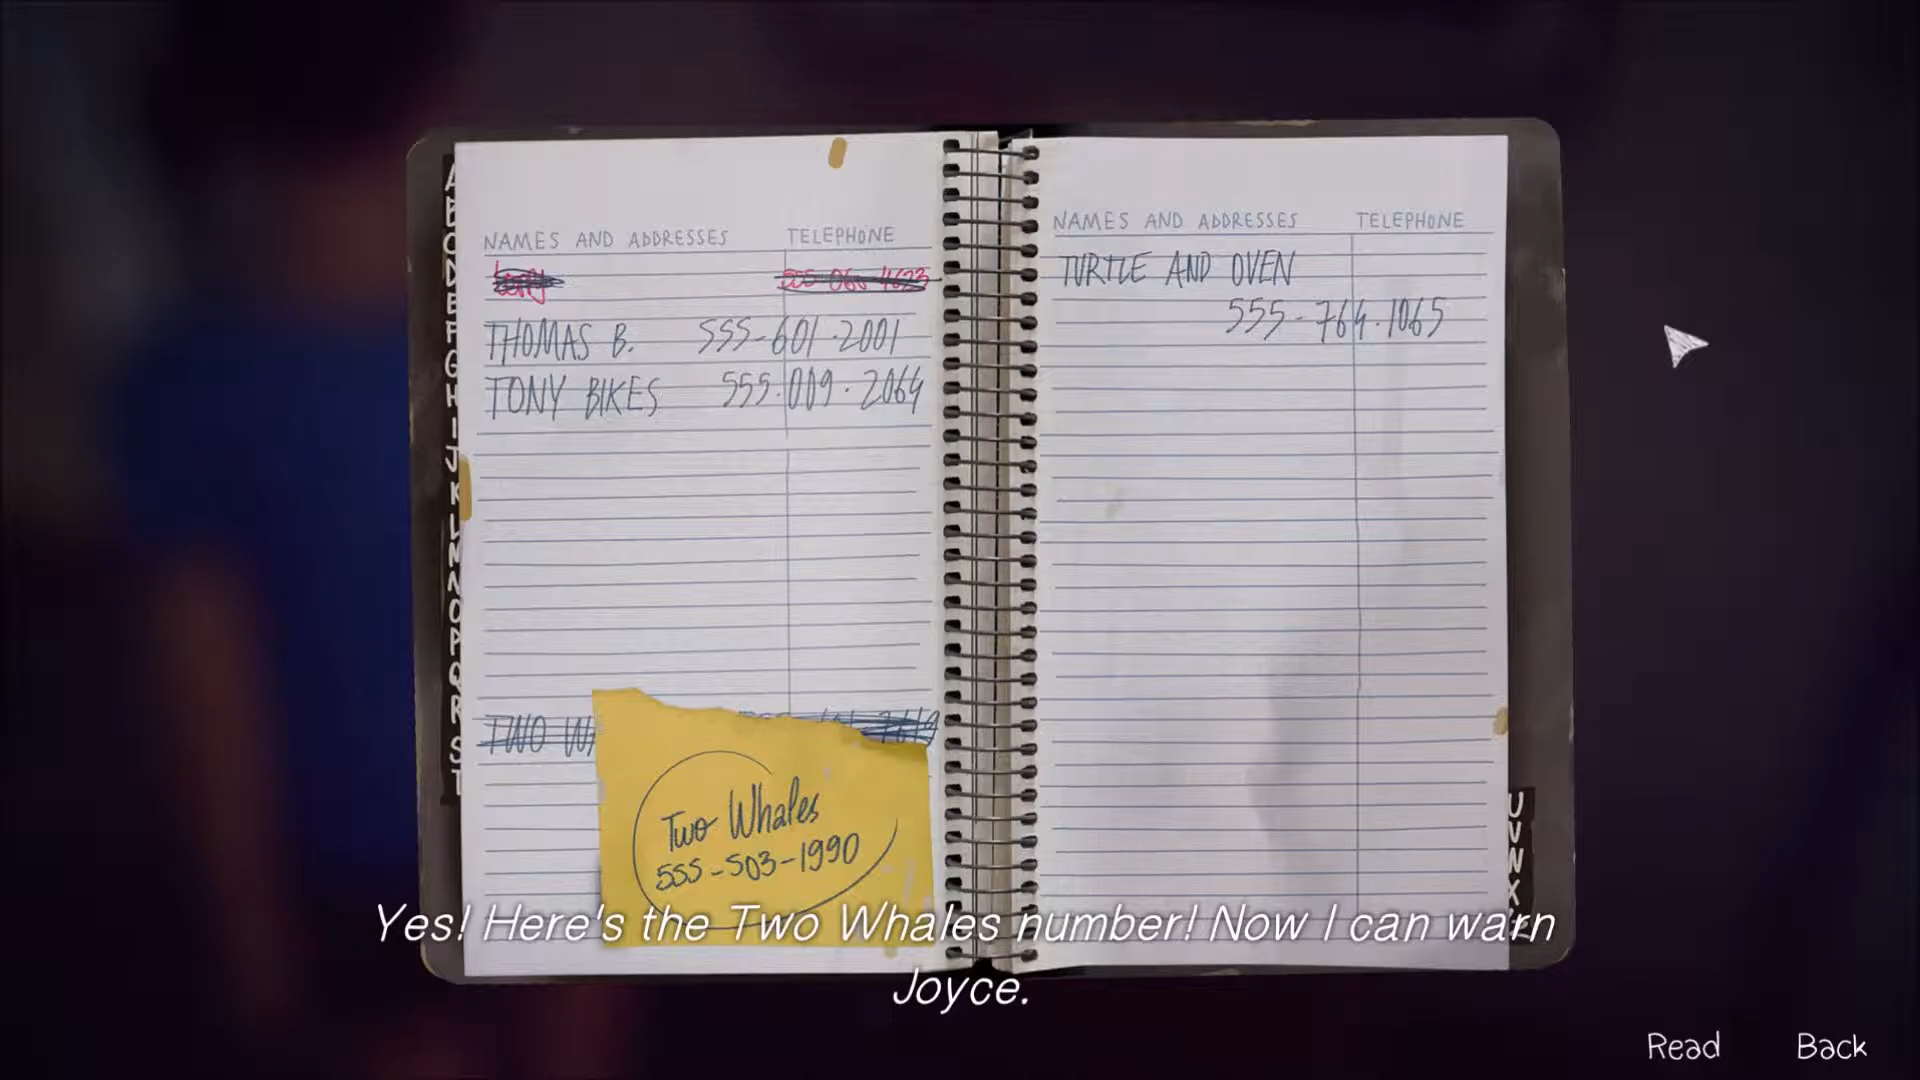 A
B
C
D
E
F
G
H
I
J
K
L
M
N
O
P
Q
R
S
T
NAMES AND ADDRESSES TELEPHONE
THOMAS B. 555-601.2001
TONY BIKES 555.009.2064
TWO
Two Whales
555-503-1990
NAMES AND ADDRESSES TELEPHONE
TURTLE AND OVEN
555-764.1065
U
V
W
X
Yes! Here's the Two Whales number! Now I can warn
Joyce.
Read Back